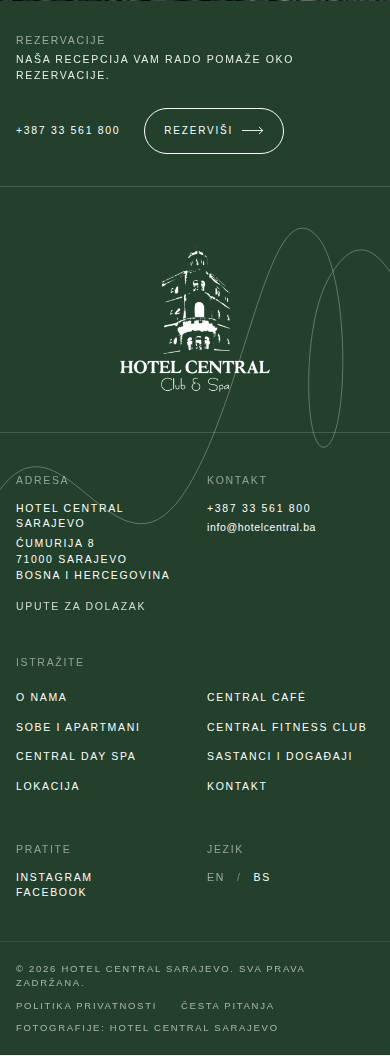 REZERVACIJE
NAŠA RECEPCIJA VAM RADO POMAŽE OKO
REZERVACIJE.
+387 33 561 800
REZERVIŠI
HOTEL CENTRAL
Club & Spa
ADRESA
HOTEL CENTRAL
SARAJEVO
ĆUMURIJA 8
71000 SARAJEVO
BOSNA I HERCEGOVINA
UPUTE ZA DOLAZAK
KONTAKT
+387 33 561 800
info@hotelcentral.ba
ISTRAŽITE
O NAMA
SOBE I APARTMANI
CENTRAL DAY SPA
LOKACIJA
CENTRAL CAFÉ
CENTRAL FITNESS CLUB
SASTANCI I DOGAĐAJI
KONTAKT
PRATITE
INSTAGRAM
FACEBOOK
JEZIK
EN / BS
© 2026 HOTEL CENTRAL SARAJEVO. SVA PRAVA
ZADRŽANA.
POLITIKA PRIVATNOSTI ČESTA PITANJA
FOTOGRAFIJE: HOTEL CENTRAL SARAJEVO